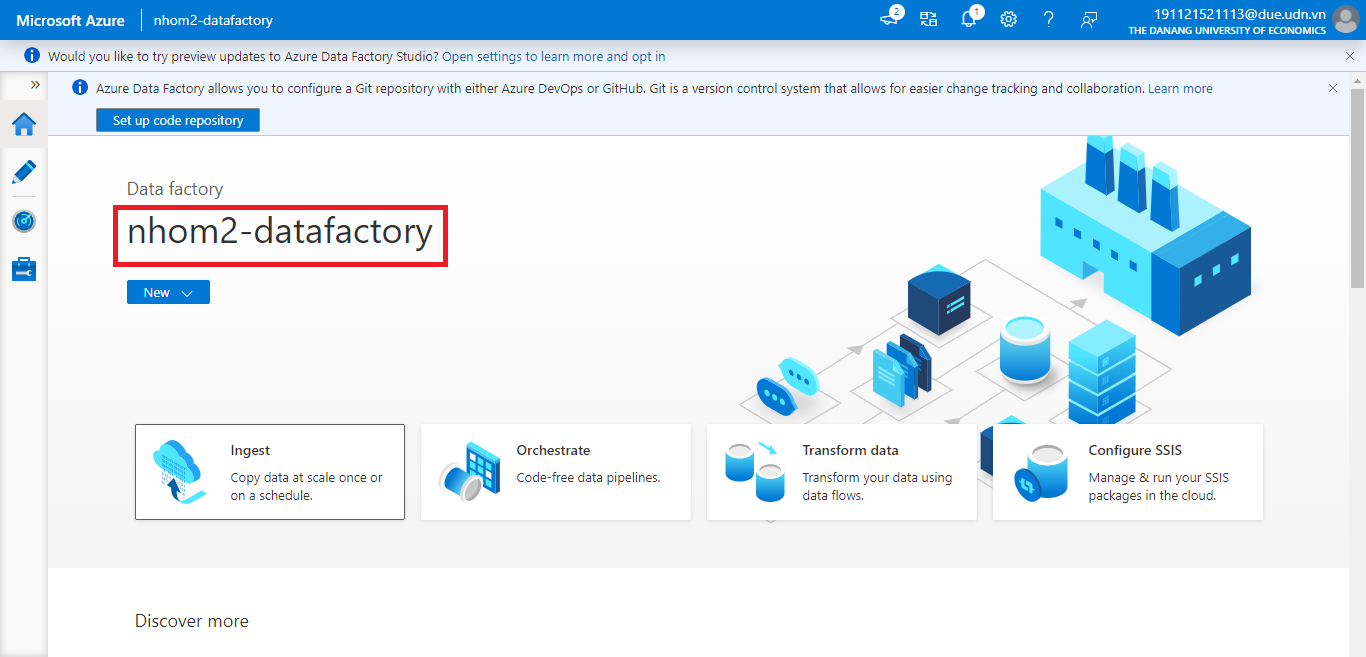 Microsoft Azure
nhom2-datafactory
2
1
191121521113@due.udn.vn
THE DANANG UNIVERSITY OF ECONOMICS
Would you like to try preview updates to Azure Data Factory Studio? Open settings to learn more and opt in
Azure Data Factory allows you to configure a Git repository with either Azure DevOps or GitHub. Git is a version control system that allows for easier change tracking and collaboration. Learn more
Set up code repository
Data factory
nhom2-datafactory
New
Ingest
Copy data at scale once or
on a schedule.
Orchestrate
Code-free data pipelines.
Transform data
Transform your data using
data flows.
Configure SSIS
Manage & run your SSIS
packages in the cloud.
Discover more